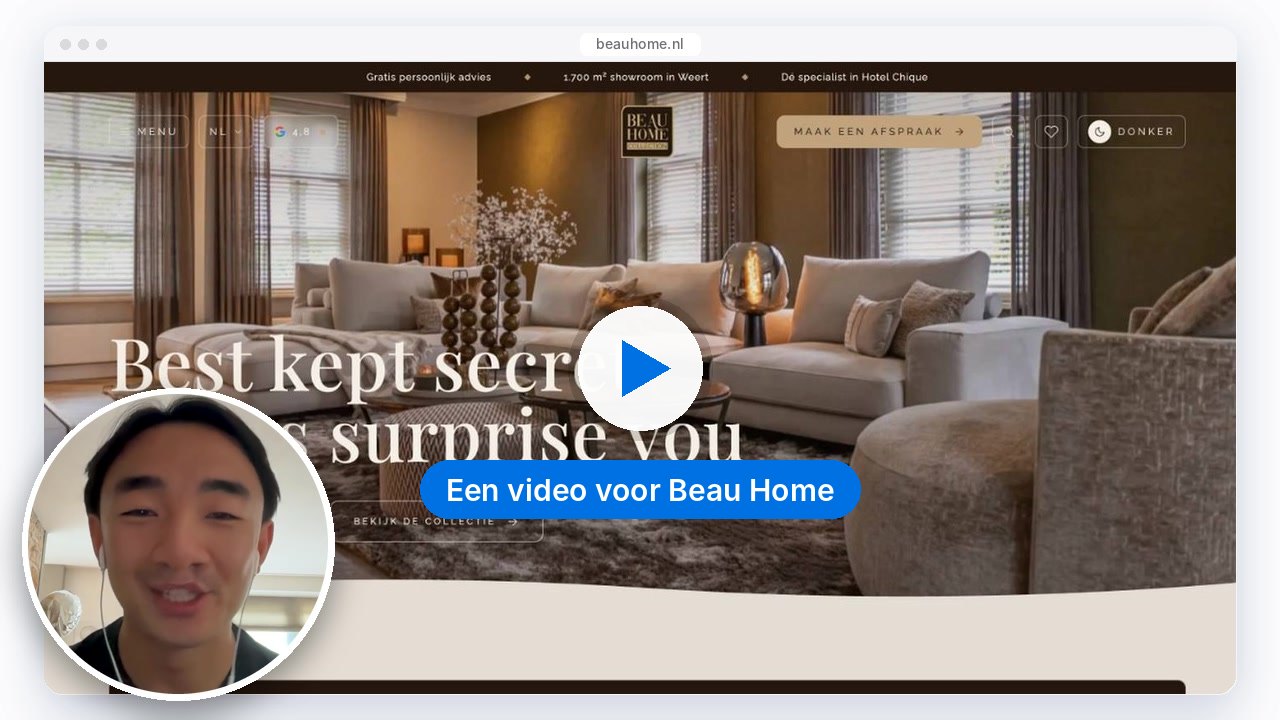 beauhome.nl
Gratis persoonlijk advies ◆ 1.700 m² showroom in Weert ◆ Dé specialist in Hotel Chique
MENU NL 4,8 BEAU HOME MAAK EEN AFSPRAAK → DONKER
Best kept secre
s surprise you
Een video voor Beau Home
BEKIJK DE COLLECTIE →